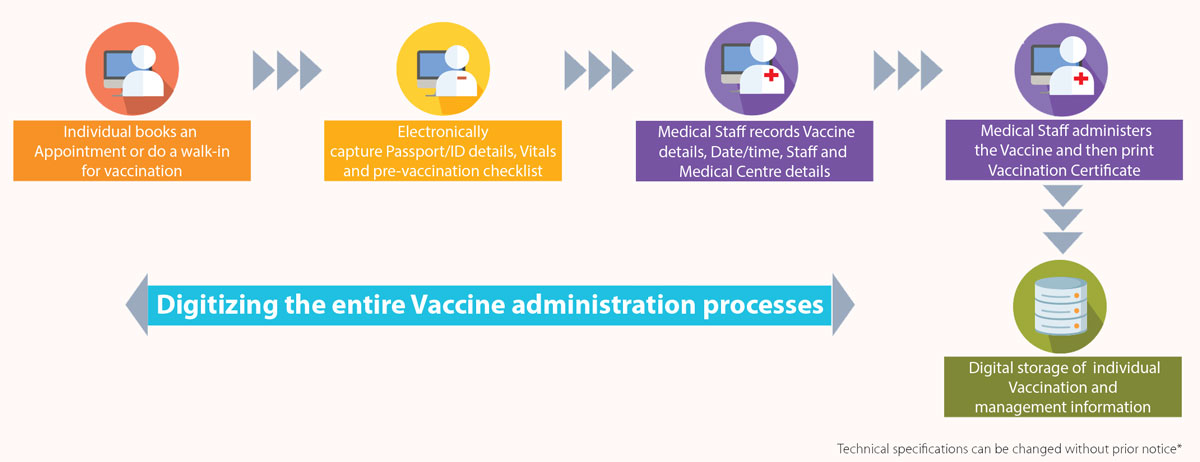 Individual books an
Appointment or do a walk-in
for vaccination
Electronically
capture Passport/ID details, Vitals
and pre-vaccination checklist
Medical Staff records Vaccine
details, Date/time, Staff and
Medical Centre details
Medical Staff administers
the Vaccine and then print
Vaccination Certificate
Digitizing the entire Vaccine administration processes
Digital storage of individual
Vaccination and
management information
Technical specifications can be changed without prior notice*